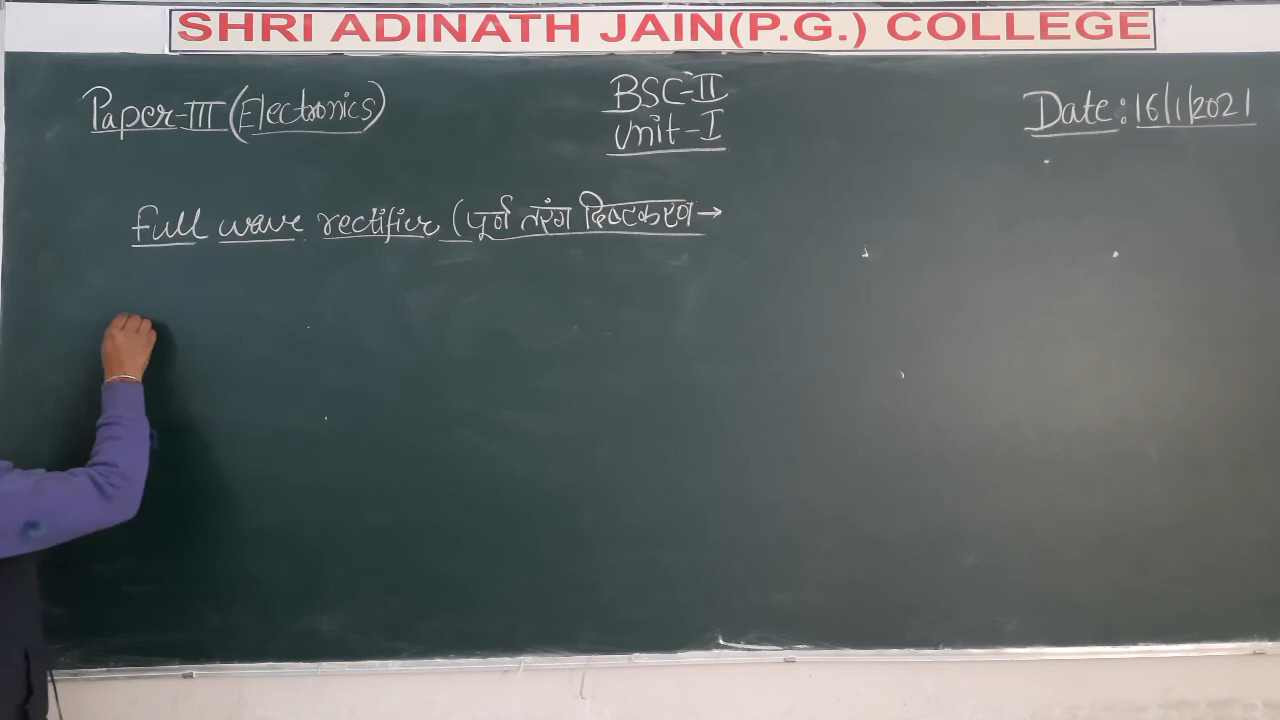 SHRI ADINATH JAIN(P.G.) COLLEGE
Paper-III (Electronics)
BSC-II
Unit-I
Date: 16/1/2021
full wave rectifier (पूर्ण तरंग दिष्टकरण →